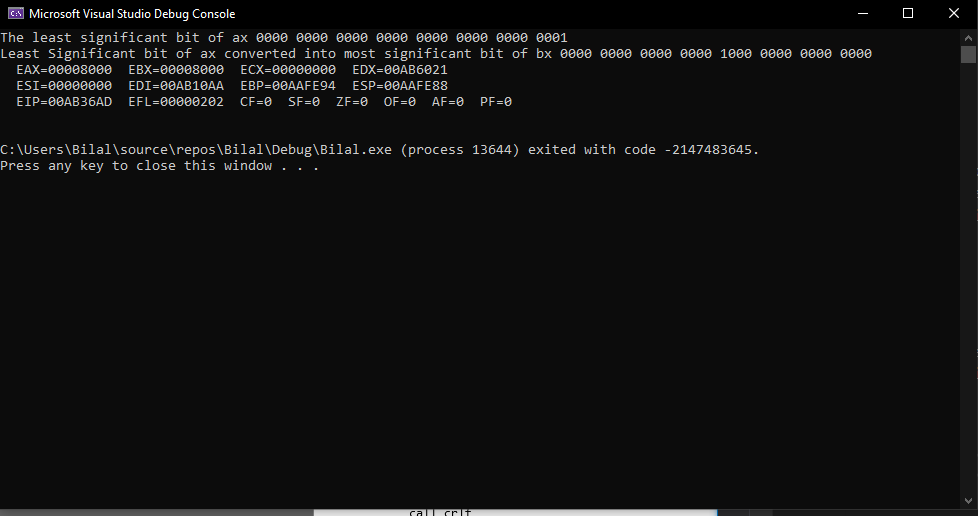 Microsoft Visual Studio Debug Console
The least significant bit of ax 0000 0000 0000 0000 0000 0000 0000 0001
Least Significant bit of ax converted into most significant bit of bx 0000 0000 0000 0000 1000 0000 0000 0000
EAX=00008000 EBX=00008000 ECX=00000000 EDX=00AB6021
ESI=00000000 EDI=00AB10AA EBP=00AAFE94 ESP=00AAFE88
EIP=00AB36AD EFL=00000202 CF=0 SF=0 ZF=0 OF=0 AF=0 PF=0
C:\Users\Bilal\source\repos\Bilal\Debug\Bilal.exe (process 13644) exited with code -2147483645.
Press any key to close this window . . .
call crlf